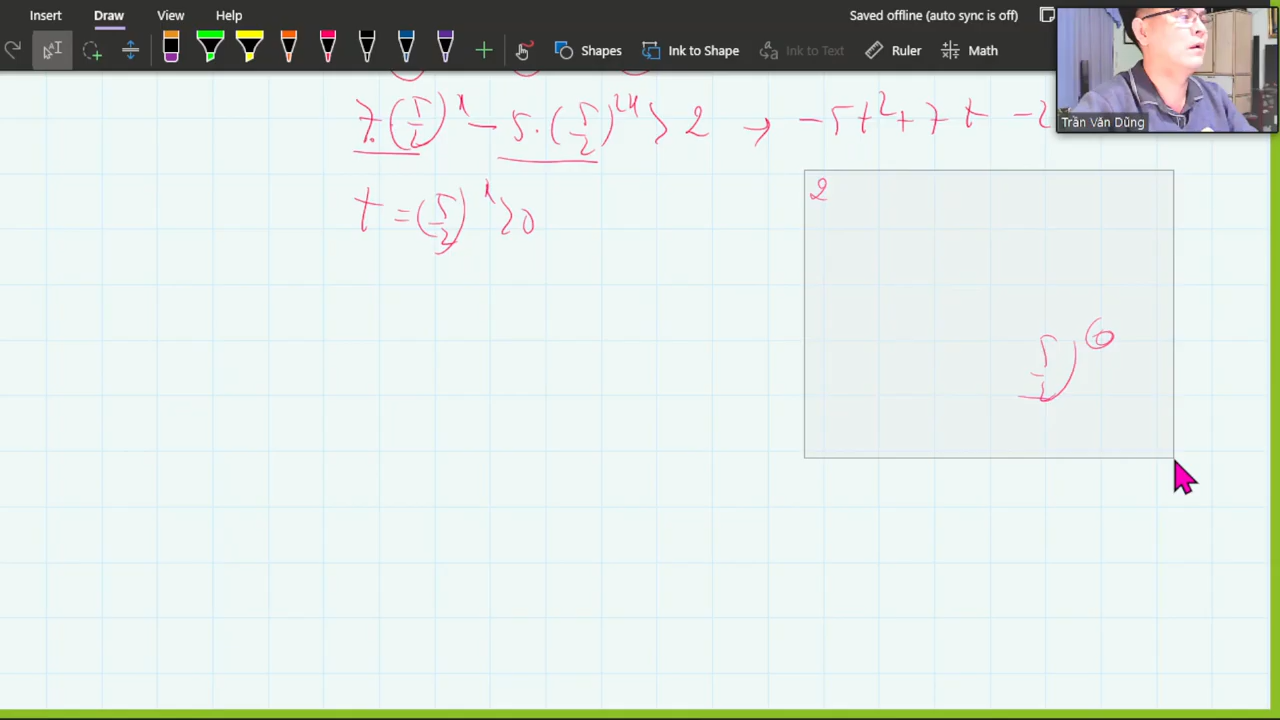 Insert Draw View Help Saved offline (auto sync is off)
Shapes Ink to Shape Ink to Text Ruler Math
Trần Văn Dũng
7.(5/2)^x - 5.(5/2)^2x > 2 → -5t^2 + 7t - 2
t = (5/2)^x > 0
2
5/2)^0